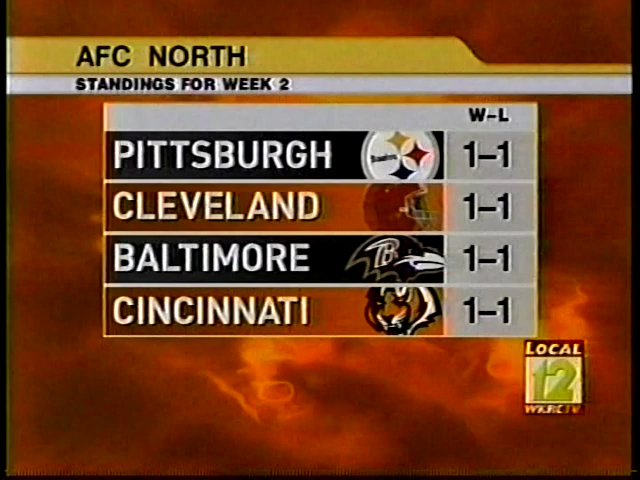 AFC NORTH
STANDINGS FOR WEEK 2
W–L
PITTSBURGH Steelers 1–1
CLEVELAND 1–1
BALTIMORE B 1–1
CINCINNATI 1–1
LOCAL
12
WKRC TV